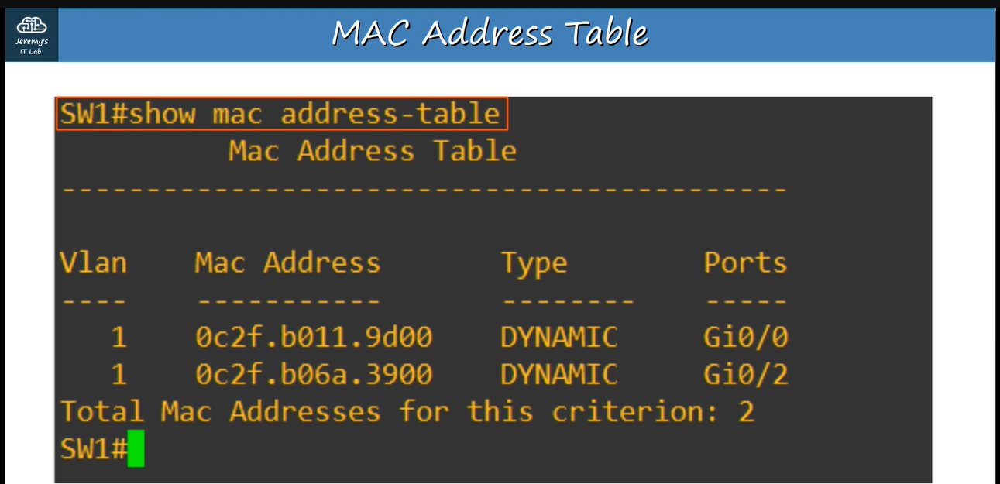 Jeremy's
IT Lab
MAC Address Table
SW1#show mac address-table
Mac Address Table
-------------------------------------------
Vlan Mac Address Type Ports
---- ----------- -------- -----
1 0c2f.b011.9d00 DYNAMIC Gi0/0
1 0c2f.b06a.3900 DYNAMIC Gi0/2
Total Mac Addresses for this criterion: 2
SW1#